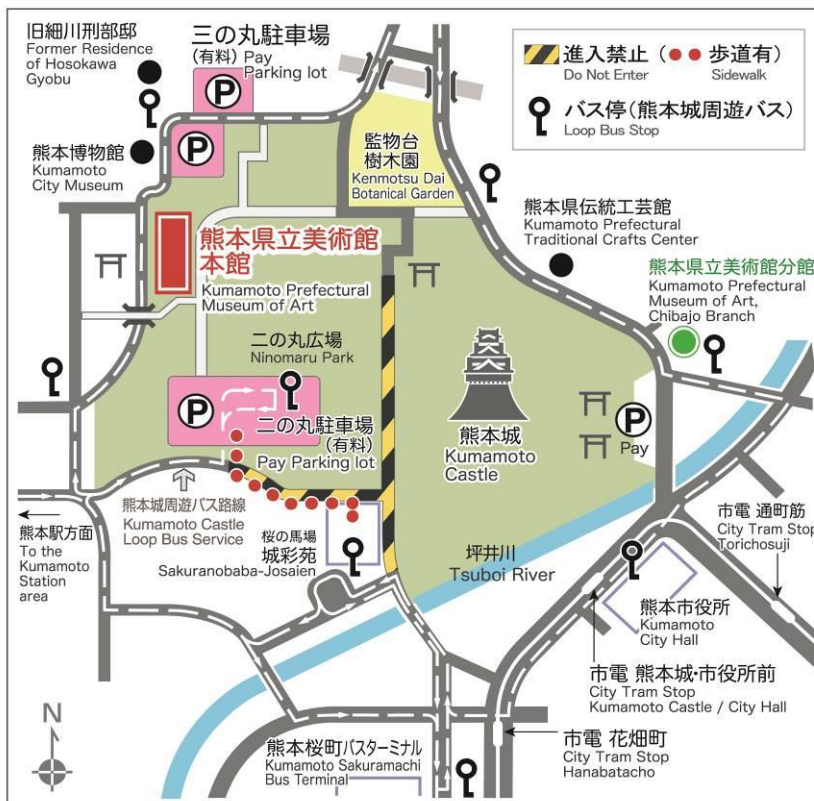 旧細川刑部邸
Former Residence
of Hosokawa
Gyobu
三の丸駐車場
(有料) Pay
Parking lot
P
P
熊本博物館
Kumamoto
City Museum
監物台
樹木園
Kenmotsu Dai
Botanical Garden
進入禁止 (●● 歩道有)
Do Not Enter
Sidewalk
バス停(熊本城周遊バス)
Loop Bus Stop
熊本県立美術館
本館
Kumamoto Prefectural
Museum of Art
熊本県伝統工芸館
Kumamoto Prefectural
Traditional Crafts Center
熊本県立美術館分館
Kumamoto Prefectural
Museum of Art,
Chibajo Branch
二の丸広場
Ninomaru Park
P
二の丸駐車場
(有料)
Pay Parking lot
熊本城
Kumamoto
Castle
P
Pay
熊本城周遊バス路線
Kumamoto Castle
Loop Bus Service
熊本駅方面
To the
Kumamoto
Station
area
桜の馬場
城彩苑
Sakuranobaba-Josaien
坪井川
Tsuboi River
市電 通町筋
City Tram Stop
Torichosuji
熊本市役所
Kumamoto
City Hall
市電 熊本城・市役所前
City Tram Stop
Kumamoto Castle / City Hall
市電 花畑町
City Tram Stop
Hanabatacho
熊本桜町バスターミナル
Kumamoto Sakuramachi
Bus Terminal
N